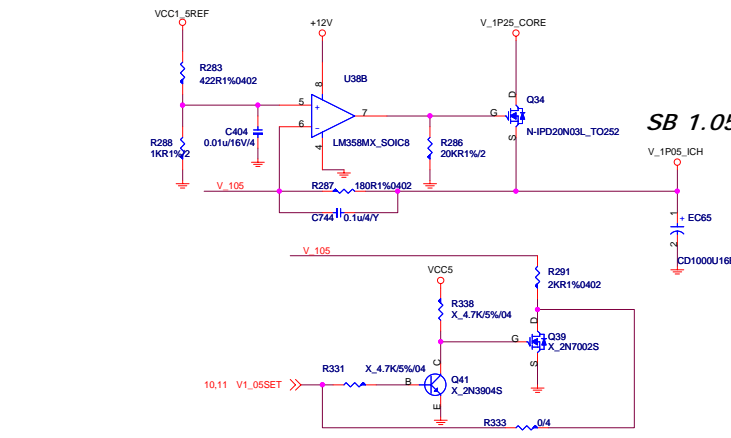 VCC1_5REF
+12V
V_1P25_CORE
R283
422R1%0402
U38B
8
5
+
6
−
7
4
LM358MX_SOIC8
C404
0.01u/16V/4
R288
1KR1%/2
R286
20KR1%/2
D
G
S
Q34
N-IPD20N03L_TO252
SB 1.05
V_1P05_ICH
V_105
R287
180R1%0402
C744
0.1u/4/Y
1
+
EC65
2
CD1000U16
V_105
VCC5
R291
2KR1%0402
R338
X_4.7K/5%/04
D
G
S
Q39
X_2N7002S
R331
X_4.7K/5%/04
C
B
E
Q41
X_2N3904S
10,11 V1_05SET
R333
0/4